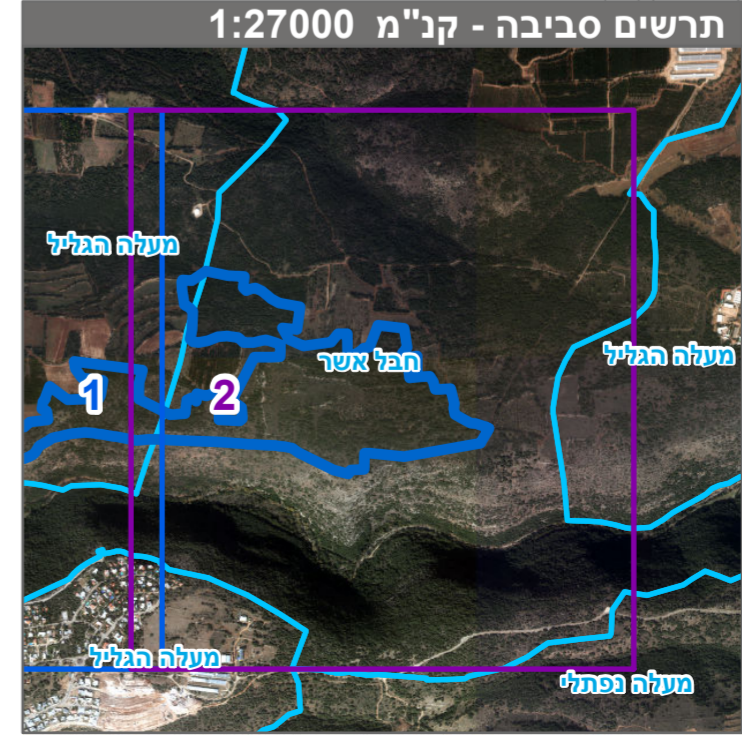 תרשים סביבה - קנ"מ 1:27000
מעלה הגליל
חבל אשר
מעלה הגליל
1
2
מעלה הגליל
מעלה נפתלי